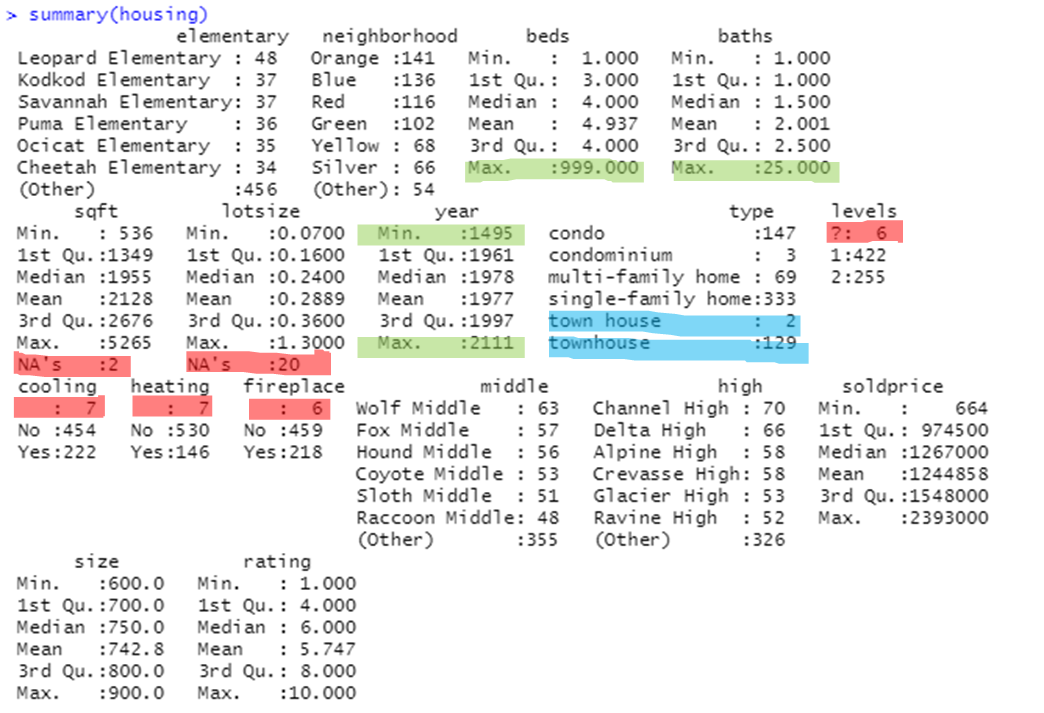 > summary(housing)
elementary neighborhood beds baths
Leopard Elementary : 48 Orange :141 Min. : 1.000 Min. : 1.000
Kodkod Elementary : 37 Blue :136 1st Qu.: 3.000 1st Qu.: 1.000
Savannah Elementary: 37 Red :116 Median : 4.000 Median : 1.500
Puma Elementary : 36 Green :102 Mean : 4.937 Mean : 2.001
Ocicat Elementary : 35 Yellow : 68 3rd Qu.: 4.000 3rd Qu.: 2.500
Cheetah Elementary : 34 Silver : 66 Max. :999.000 Max. :25.000
(Other) :456 (Other): 54
sqft lotsize year type levels
Min. : 536 Min. :0.0700 Min. :1495 condo :147 ?: 6
1st Qu.:1349 1st Qu.:0.1600 1st Qu.:1961 condominium : 3 1:422
Median :1955 Median :0.2400 Median :1978 multi-family home : 69 2:255
Mean :2128 Mean :0.2889 Mean :1977 single-family home:333
3rd Qu.:2676 3rd Qu.:0.3600 3rd Qu.:1997 town house : 2
Max. :5265 Max. :1.3000 Max. :2111 townhouse :129
NA's :2 NA's :20
cooling heating fireplace middle high soldprice
: 7 : 7 : 6 Wolf Middle : 63 Channel High : 70 Min. : 664
No :454 No :530 No :459 Fox Middle : 57 Delta High : 66 1st Qu.: 974500
Yes:222 Yes:146 Yes:218 Hound Middle : 56 Alpine High : 58 Median :1267000
Coyote Middle : 53 Crevasse High: 58 Mean :1244858
Sloth Middle : 51 Glacier High : 53 3rd Qu.:1548000
Raccoon Middle: 48 Ravine High : 52 Max. :2393000
(Other) :355 (Other) :326
size rating
Min. :600.0 Min. : 1.000
1st Qu.:700.0 1st Qu.: 4.000
Median :750.0 Median : 6.000
Mean :742.8 Mean : 5.747
3rd Qu.:800.0 3rd Qu.: 8.000
Max. :900.0 Max. :10.000